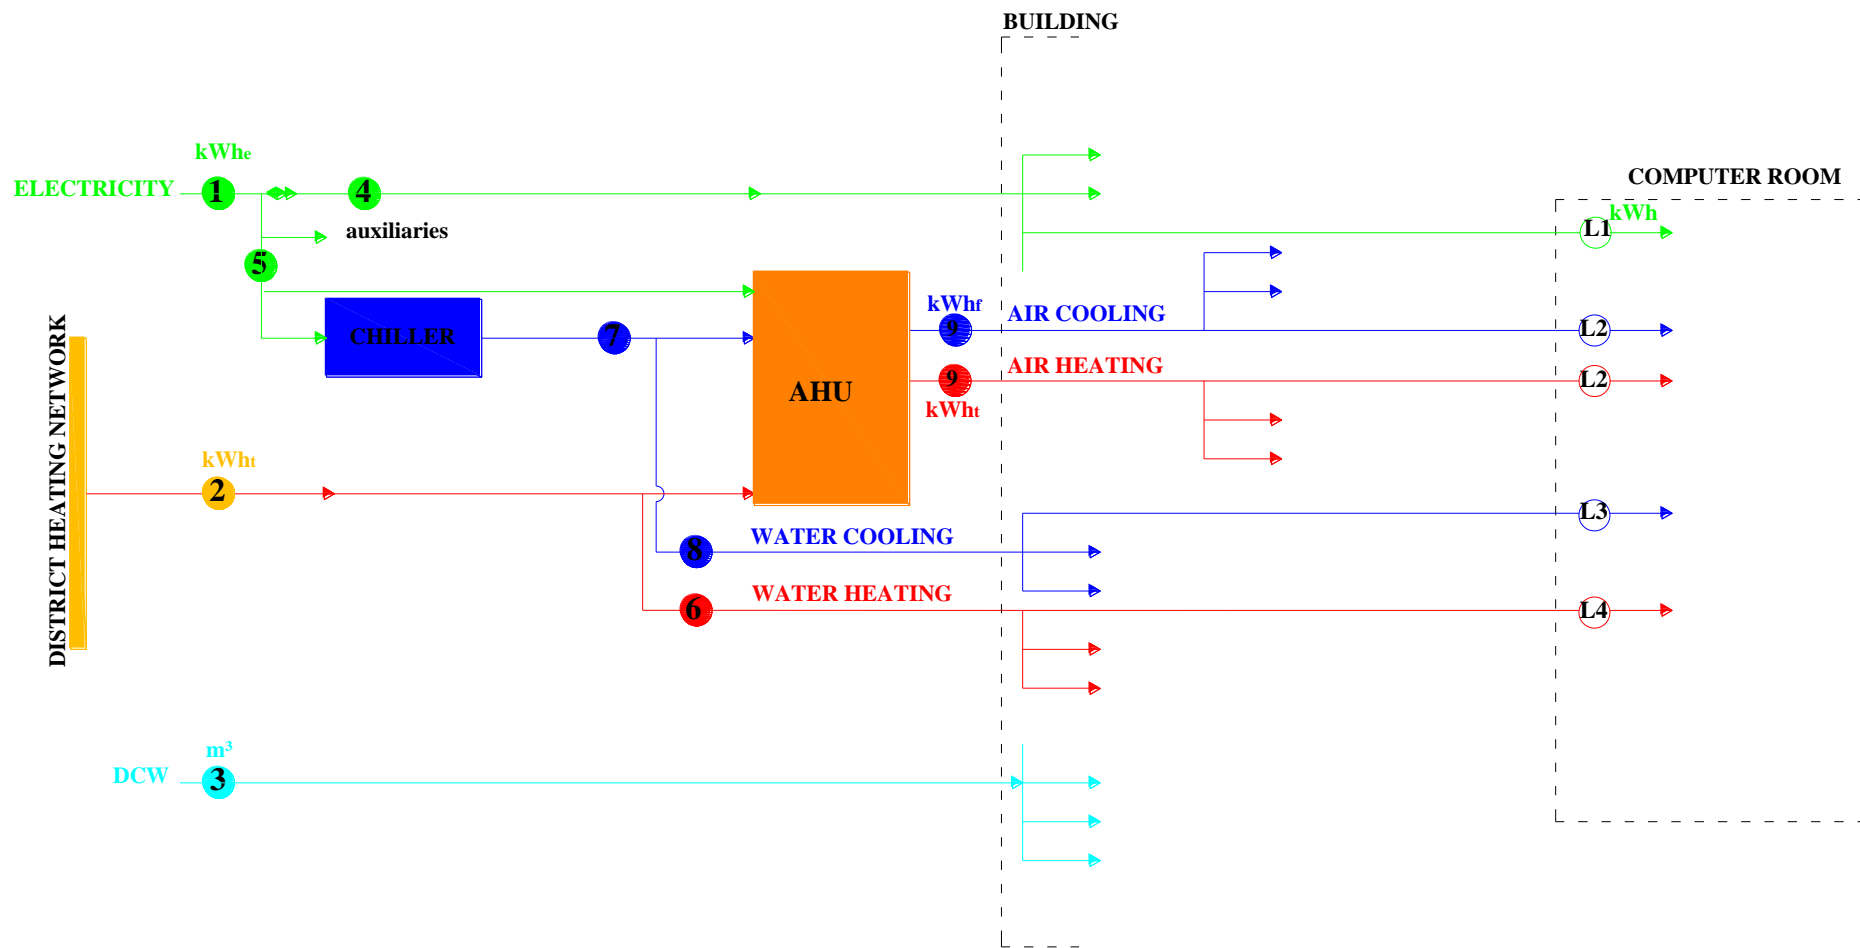 BUILDING
kWhe
ELECTRICITY
1
4
COMPUTER ROOM
kWh
L1
auxiliaries
5
kWhf
AIR COOLING
9
L2
CHILLER
7
AIR HEATING
9
L2
kWht
AHU
DISTRICT HEATING NETWORK
kWht
2
L3
WATER COOLING
8
WATER HEATING
6
L4
m³
DCW
3